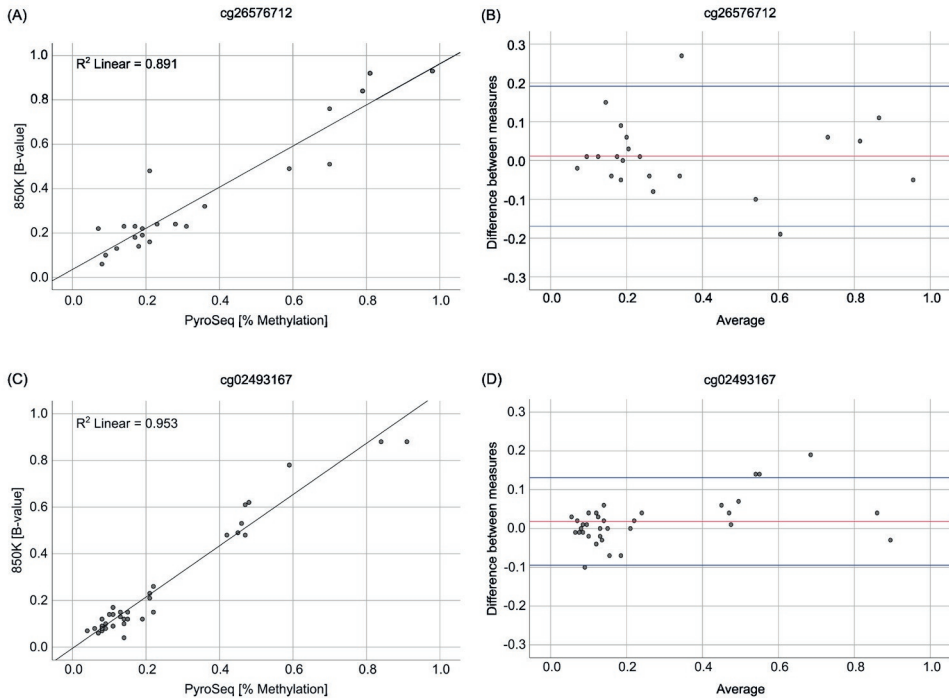 (A)
cg26576712
R² Linear = 0.891
850K [B-value]
1.0
0.8
0.6
0.4
0.2
0.0
0.0 0.2 0.4 0.6 0.8 1.0
PyroSeq [% Methylation]
(B)
cg26576712
Difference between measures
0.3
0.2
0.1
0.0
-0.1
-0.2
-0.3
0.0 0.2 0.4 0.6 0.8 1.0
Average
(C)
cg02493167
R² Linear = 0.953
850K [B-value]
1.0
0.8
0.6
0.4
0.2
0.0
0.0 0.2 0.4 0.6 0.8 1.0
PyroSeq [% Methylation]
(D)
cg02493167
Difference between measures
0.3
0.2
0.1
0.0
-0.1
-0.2
-0.3
0.0 0.2 0.4 0.6 0.8 1.0
Average